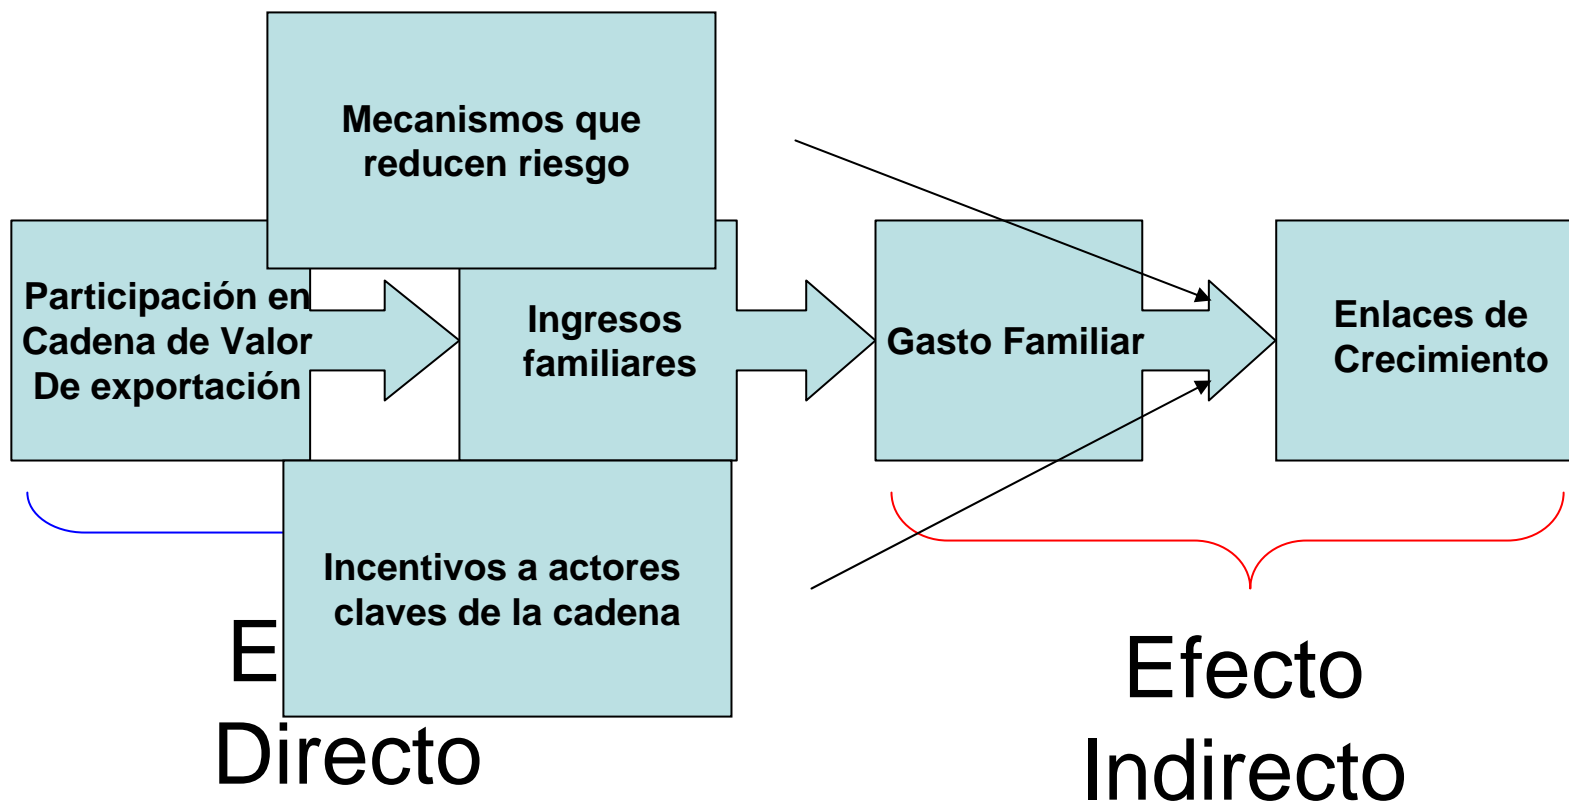 Mecanismos que
reducen riesgo
Participación en
Cadena de Valor
De exportación
Ingresos
familiares
Gasto Familiar
Enlaces de
Crecimiento
Incentivos a actores
claves de la cadena
Directo
Efecto
Indirecto